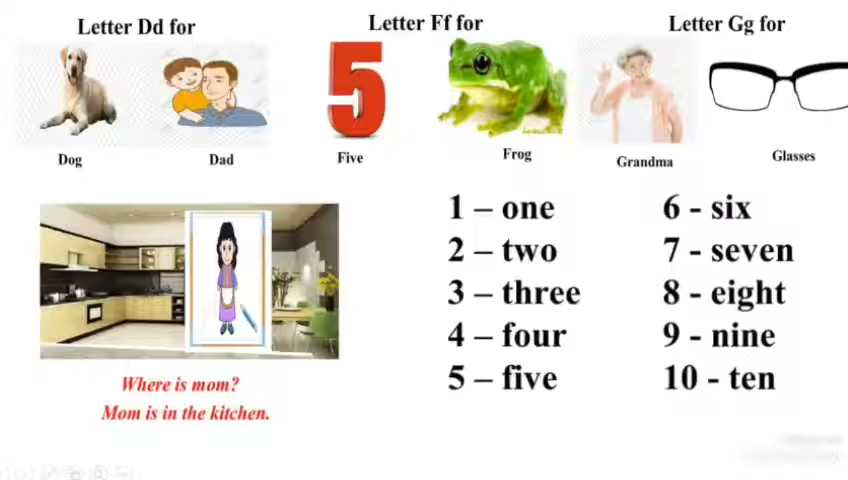 Letter Dd for
Letter Ff for
Letter Gg for
5
Dog
Dad
Five
Frog
Grandma
Glasses
1 – one
2 – two
3 – three
4 – four
5 – five
6 - six
7 - seven
8 - eight
9 - nine
10 - ten
Where is mom?
Mom is in the kitchen.